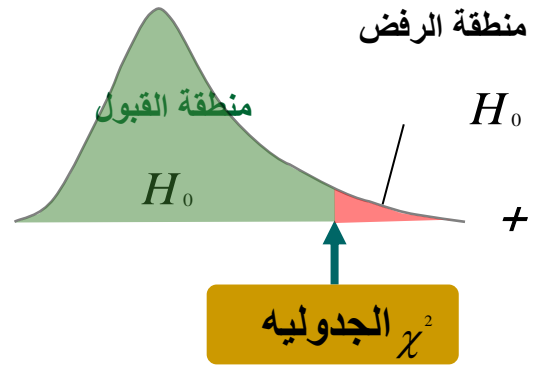 منطقة الرفض
منطقة القبول
H₀
H₀
+
الجدوليه χ²